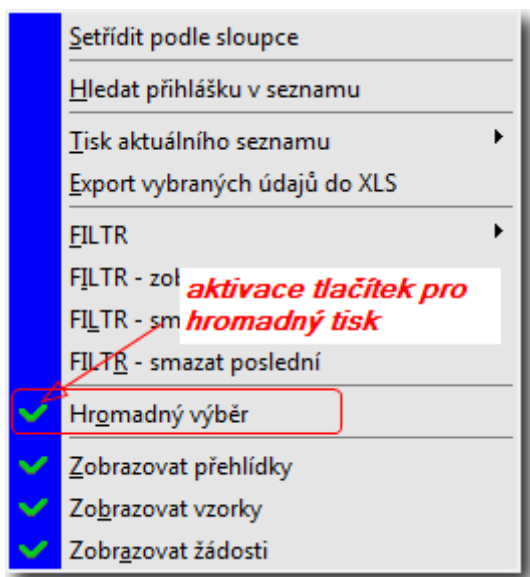 Setřídit podle sloupce
Hledat přihlášku v seznamu
Tisk aktuálního seznamu
Export vybraných údajů do XLS
FILTR
FILTR -
aktivace tlačítek pro
FILTR -
hromadný tisk
FILTR - smazat poslední
Hromadný výběr
Zobrazovat přehlídky
Zobrazovat vzorky
Zobrazovat žádosti